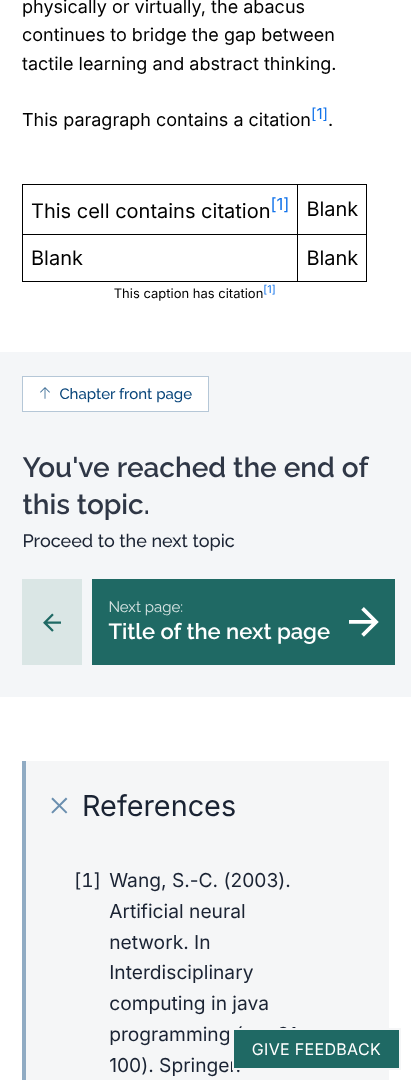 physically or virtually, the abacus
continues to bridge the gap between
tactile learning and abstract thinking.
This paragraph contains a citation[1].
This cell contains citation[1] Blank
Blank Blank
This caption has citation[1]
↑ Chapter front page
You've reached the end of
this topic.
Proceed to the next topic
Next page:
Title of the next page
References
[1] Wang, S.-C. (2003).
Artificial neural
network. In
Interdisciplinary
computing in java
programming
100). Springer.
GIVE FEEDBACK